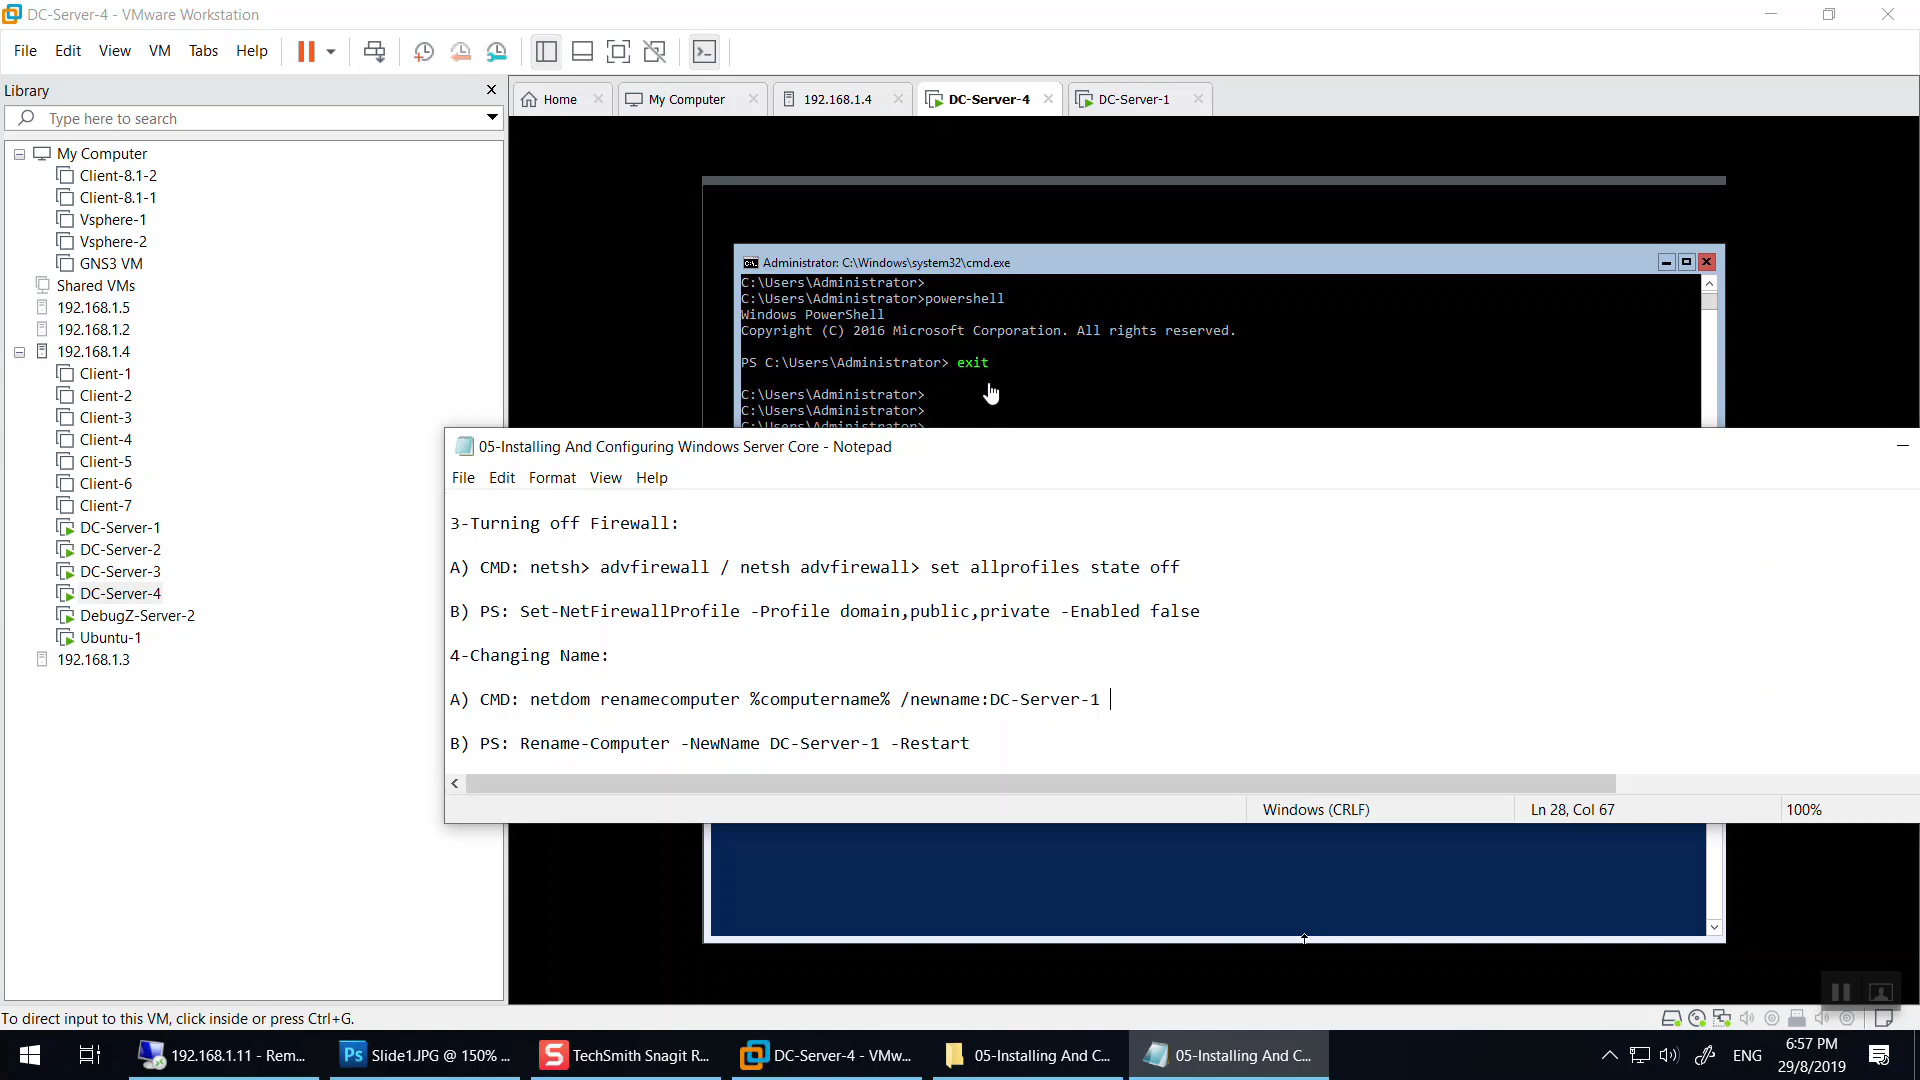 DC-Server-4 - VMware Workstation
File Edit View VM Tabs Help
Library
Type here to search
My Computer
Client-8.1-2
Client-8.1-1
Vsphere-1
Vsphere-2
GNS3 VM
Shared VMs
192.168.1.5
192.168.1.2
192.168.1.4
Client-1
Client-2
Client-3
Client-4
Client-5
Client-6
Client-7
DC-Server-1
DC-Server-2
DC-Server-3
DC-Server-4
DebugZ-Server-2
Ubuntu-1
192.168.1.3
Home My Computer 192.168.1.4 DC-Server-4 DC-Server-1
Administrator: C:\Windows\system32\cmd.exe
C:\Users\Administrator>
C:\Users\Administrator>powershell
Windows PowerShell
Copyright (C) 2016 Microsoft Corporation. All rights reserved.
PS C:\Users\Administrator> exit
C:\Users\Administrator>
C:\Users\Administrator>
C:\Users\Administrator>
05-Installing And Configuring Windows Server Core - Notepad
File Edit Format View Help
3-Turning off Firewall:
A) CMD: netsh> advfirewall / netsh advfirewall> set allprofiles state off
B) PS: Set-NetFirewallProfile -Profile domain,public,private -Enabled false
4-Changing Name:
A) CMD: netdom renamecomputer %computername% /newname:DC-Server-1
B) PS: Rename-Computer -NewName DC-Server-1 -Restart
Windows (CRLF) Ln 28, Col 67 100%
To direct input to this VM, click inside or press Ctrl+G.
192.168.1.11 - Rem... Slide1.JPG @ 150% ... TechSmith Snagit R... DC-Server-4 - VMw... 05-Installing And C... 05-Installing And C... ENG
6:57 PM
29/8/2019